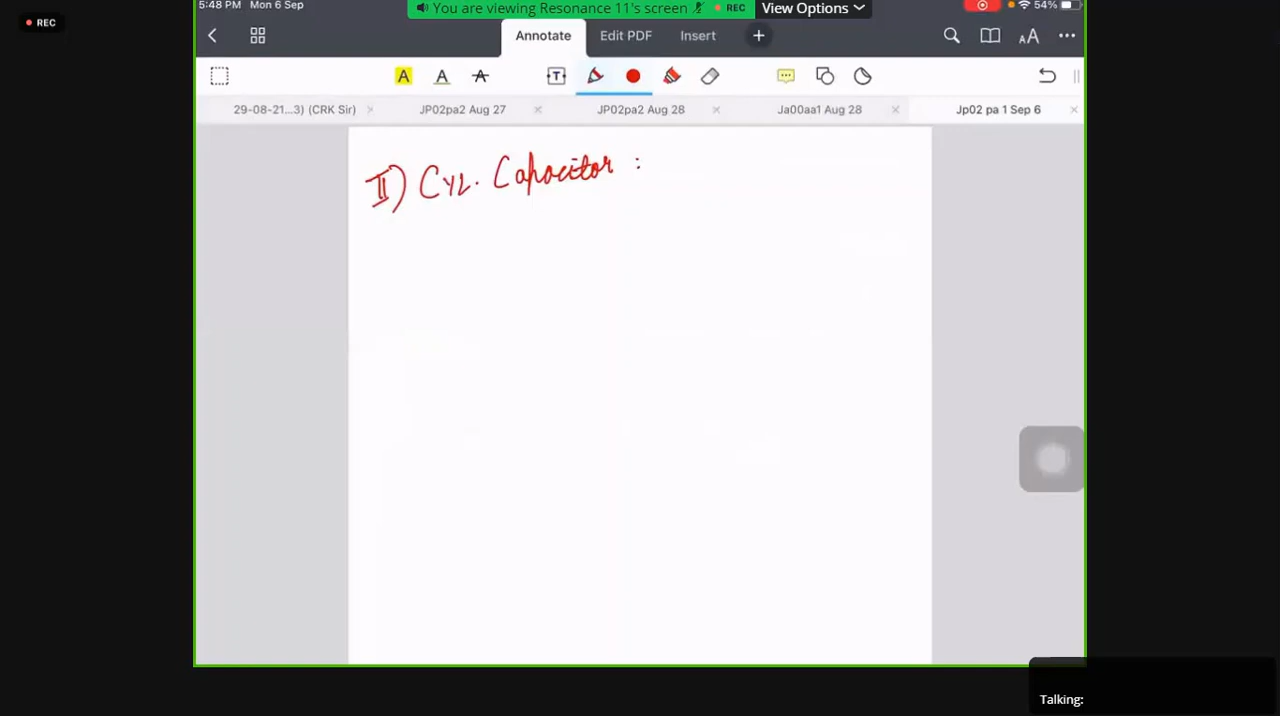 5:48 PM Mon 6 Sep
You are viewing Resonance 11's screen
REC
View Options
54%
REC
Annotate
Edit PDF
Insert
AA
A
A
A
T
29-08-21...3) (CRK Sir)
JP02pa2 Aug 27
JP02pa2 Aug 28
Ja00aa1 Aug 28
Jp02 pa 1 Sep 6
II) Cyl. Capacitor :
Talking: